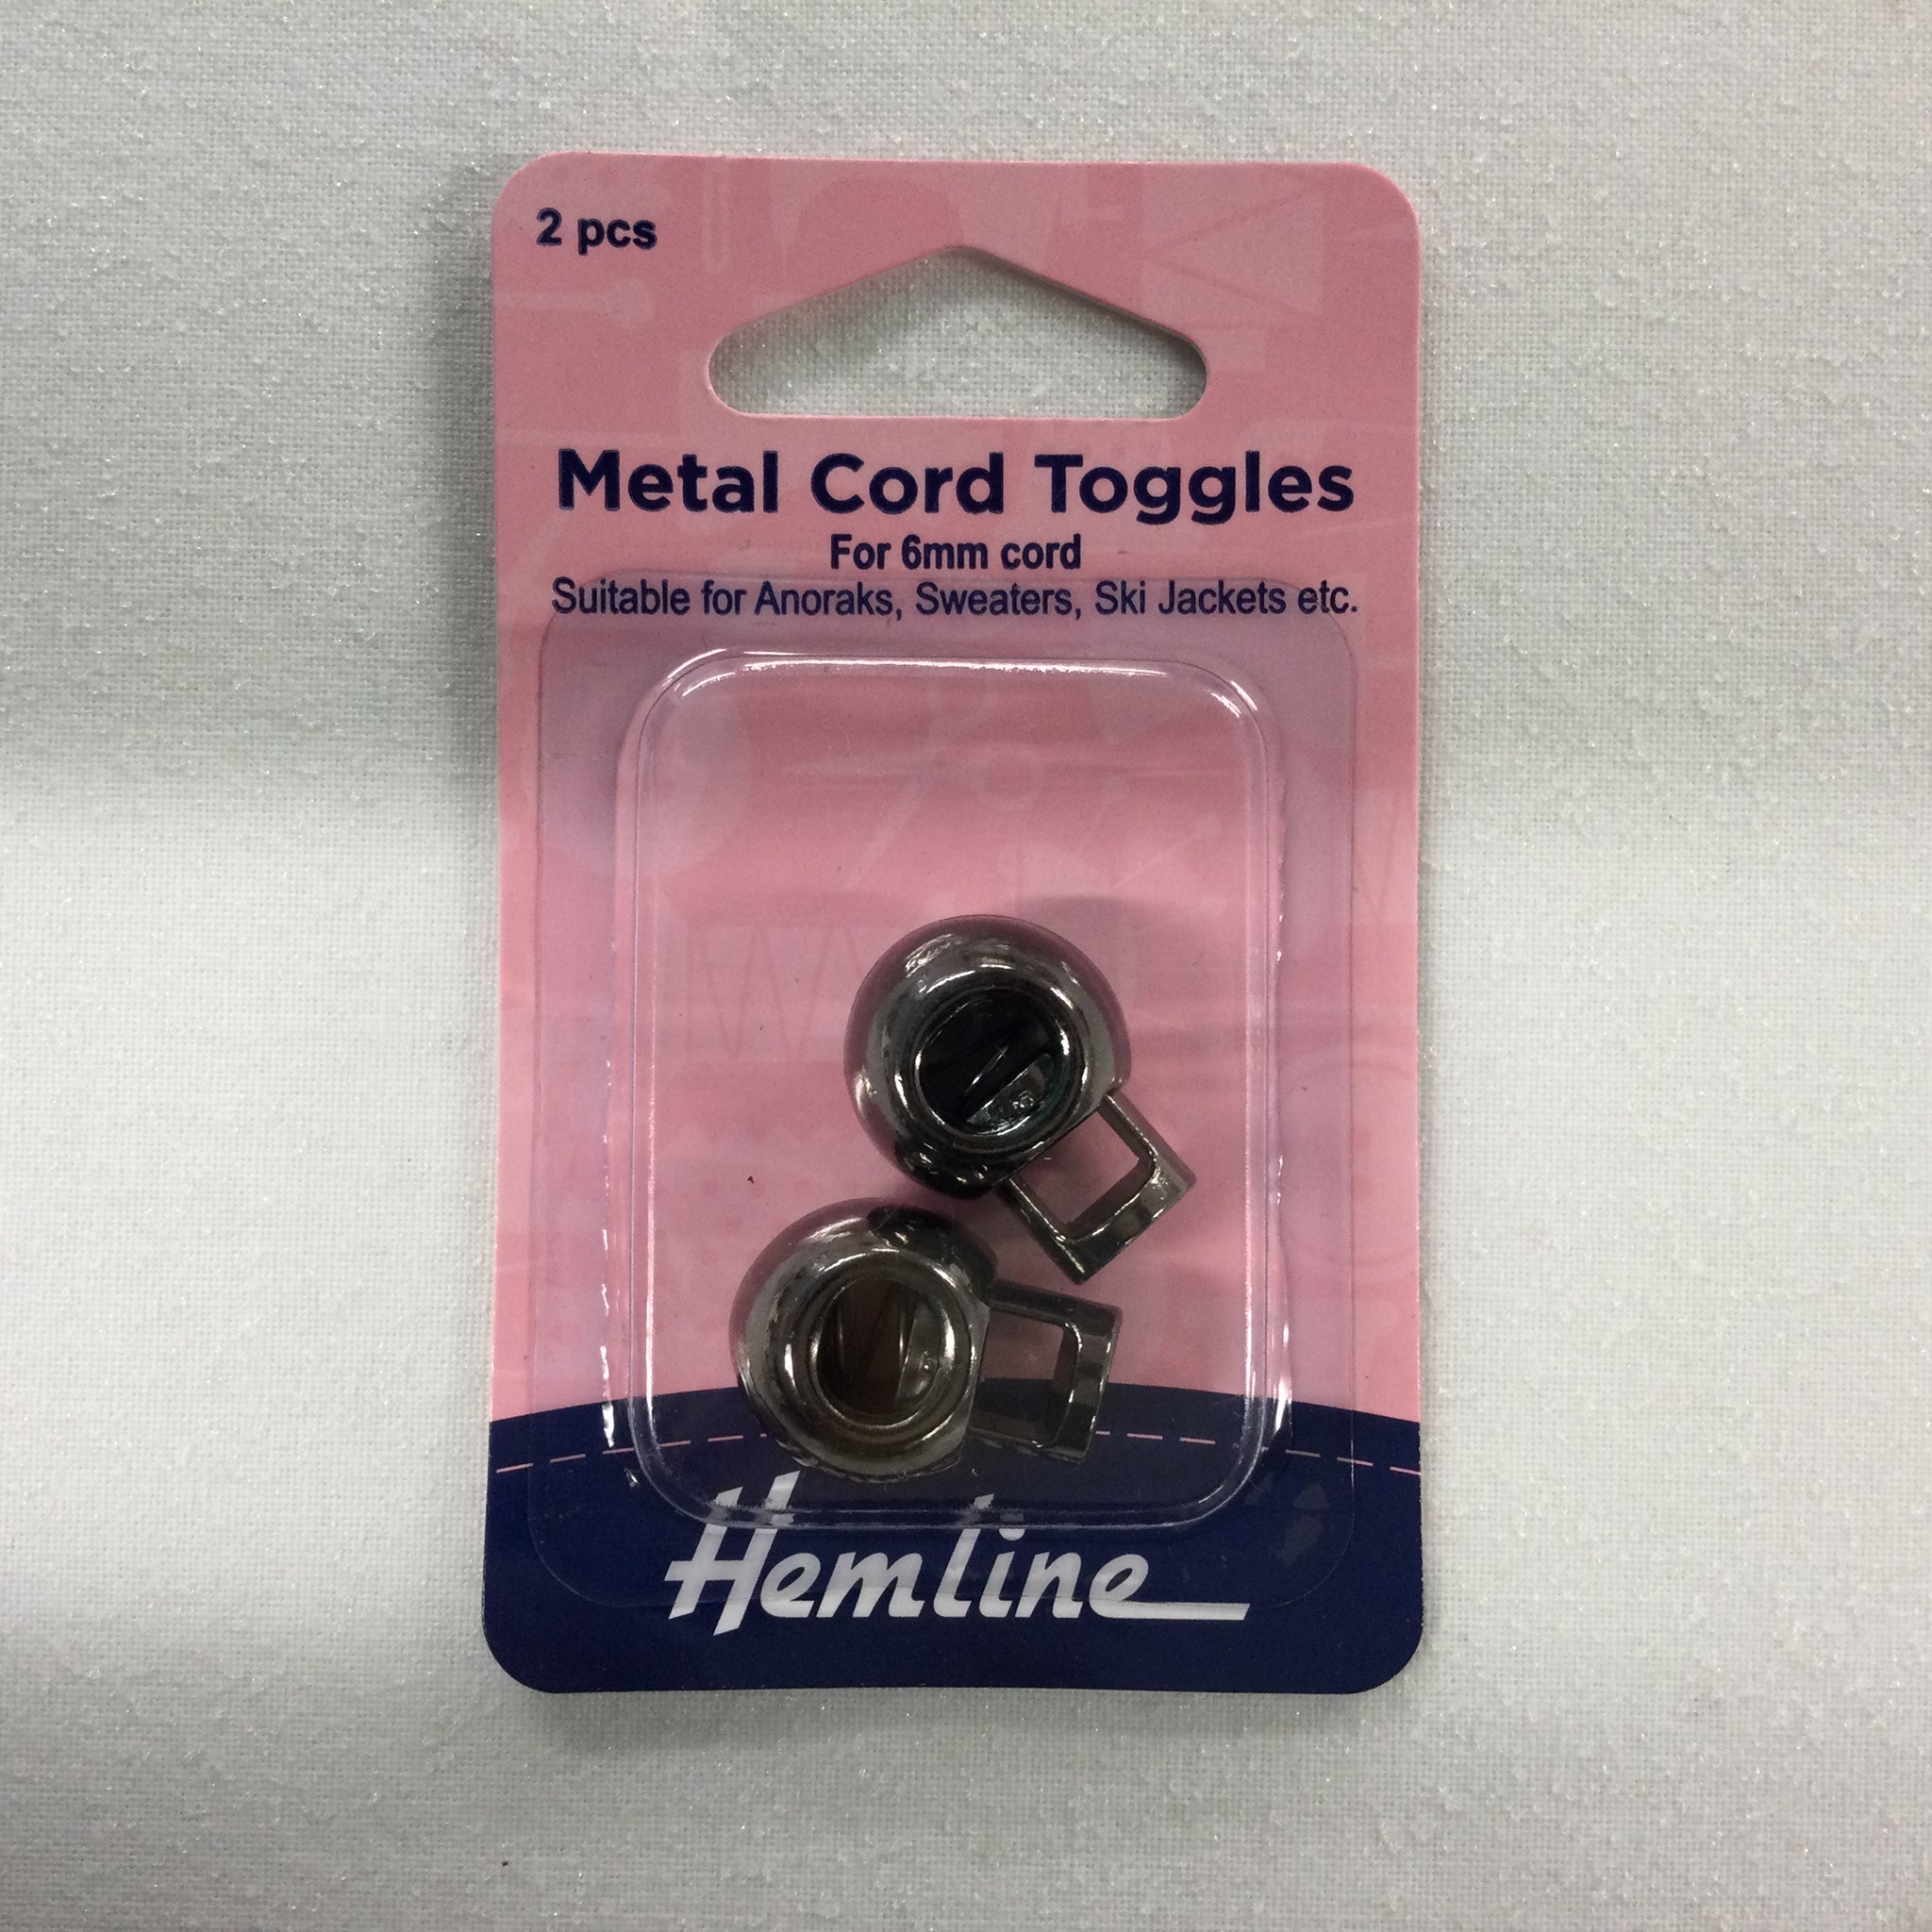 2 pcs
Metal Cord Toggles
For 6mm cord
Suitable for Anoraks, Sweaters, Ski Jackets etc.
Hemline